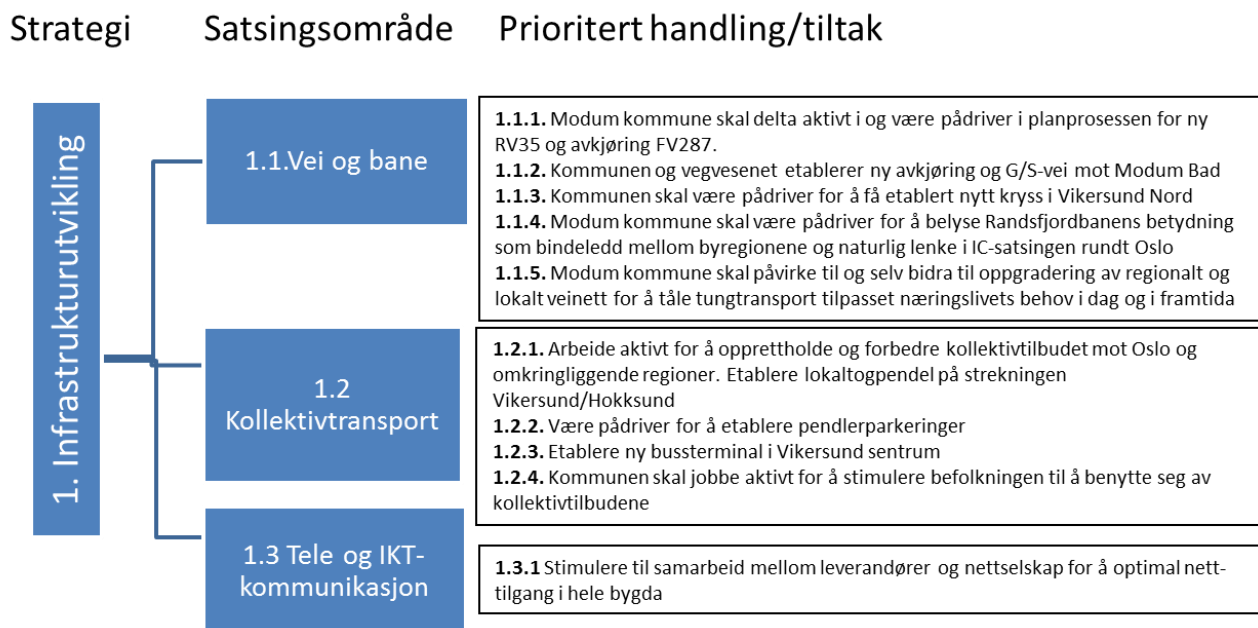 Strategi
Satsingsområde
Prioritert handling/tiltak
1. Infrastrukturutvikling
1.1.Vei og bane
1.1.1. Modum kommune skal delta aktivt i og være pådriver i planprosessen for ny
RV35 og avkjøring FV287.
1.1.2. Kommunen og vegvesenet etablerer ny avkjøring og G/S-vei mot Modum Bad
1.1.3. Kommunen skal være pådriver for å få etablert nytt kryss i Vikersund Nord
1.1.4. Modum kommune skal være pådriver for å belyse Randsfjordbanens betydning
som bindeledd mellom byregionene og naturlig lenke i IC-satsingen rundt Oslo
1.1.5. Modum kommune skal påvirke til og selv bidra til oppgradering av regionalt og
lokalt veinett for å tåle tungtransport tilpasset næringslivets behov i dag og i framtida
1.2
Kollektivtransport
1.2.1. Arbeide aktivt for å opprettholde og forbedre kollektivtilbudet mot Oslo og
omkringliggende regioner. Etablere lokaltogpendel på strekningen
Vikersund/Hokksund
1.2.2. Være pådriver for å etablere pendlerparkeringer
1.2.3. Etablere ny bussterminal i Vikersund sentrum
1.2.4. Kommunen skal jobbe aktivt for å stimulere befolkningen til å benytte seg av
kollektivtilbudene
1.3 Tele og IKT-
kommunikasjon
1.3.1 Stimulere til samarbeid mellom leverandører og nettselskap for å optimal nett-
tilgang i hele bygda